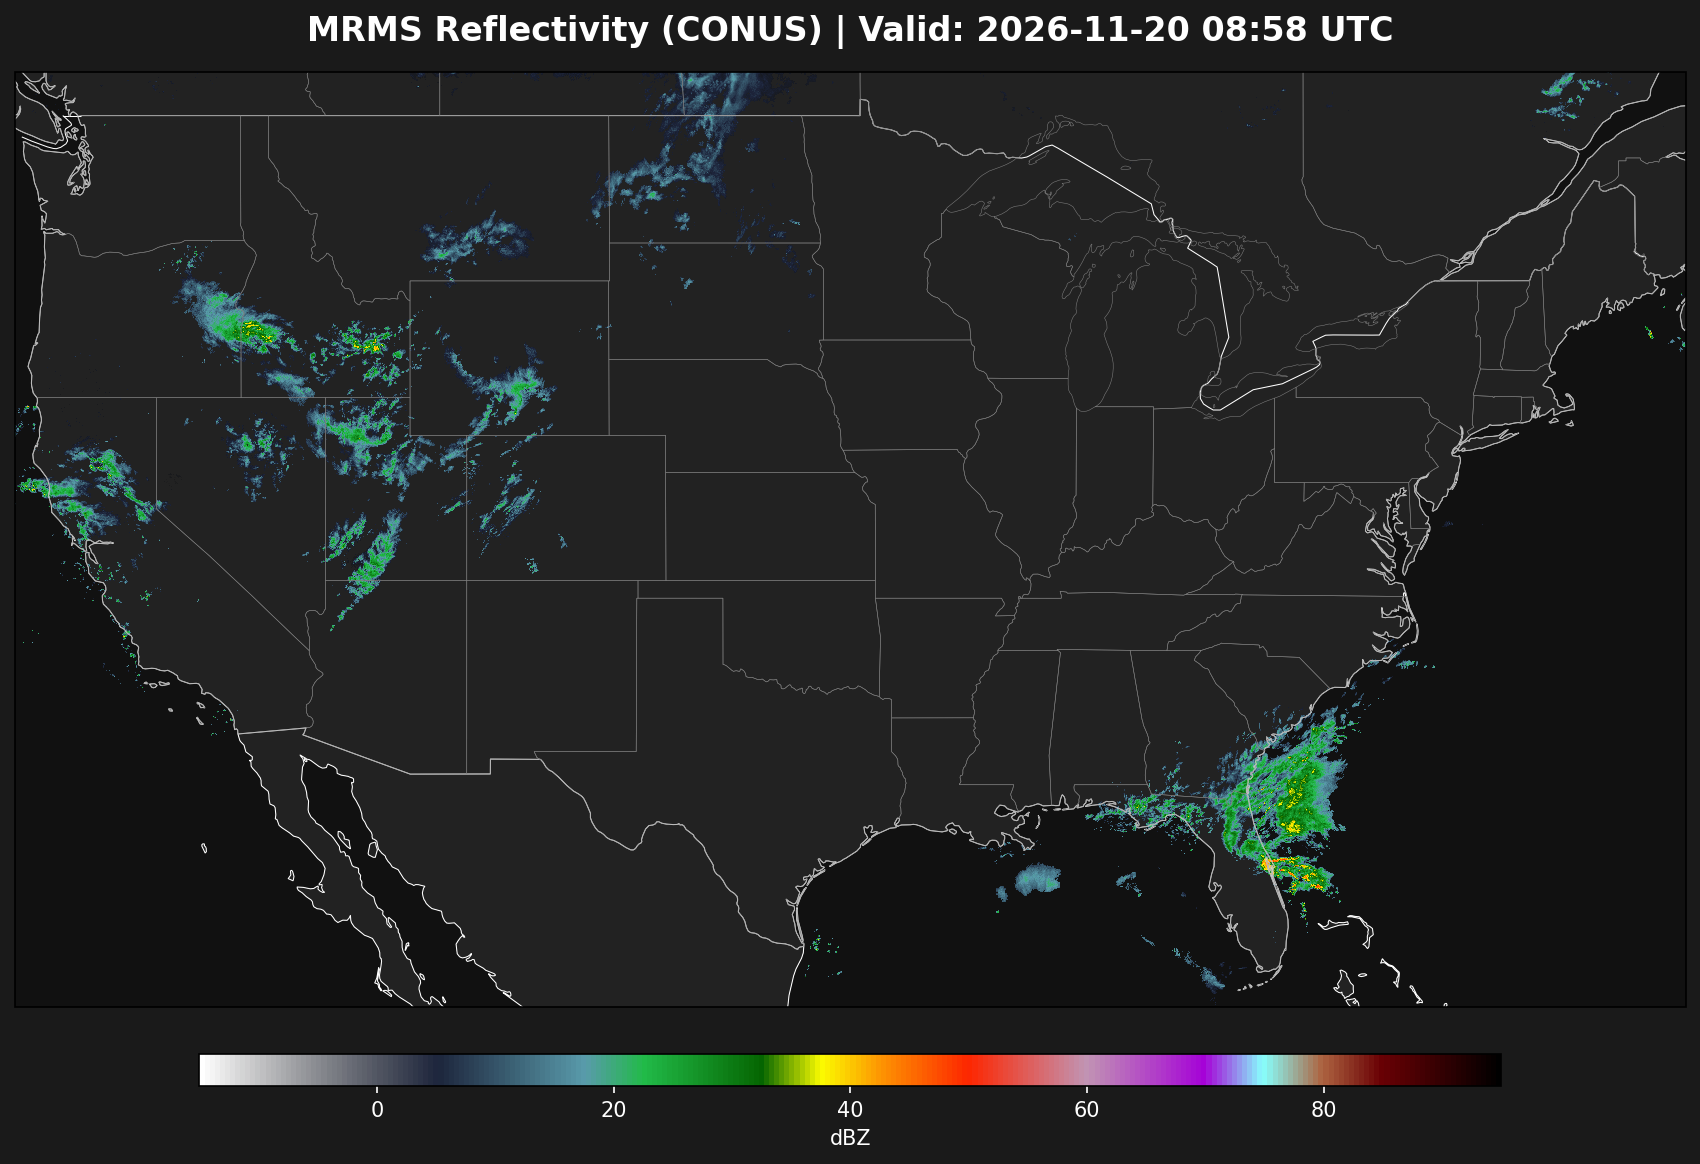 MRMS Reflectivity (CONUS) | Valid: 2026-11-20 08:58 UTC
0 20 40 60 80
dBZ